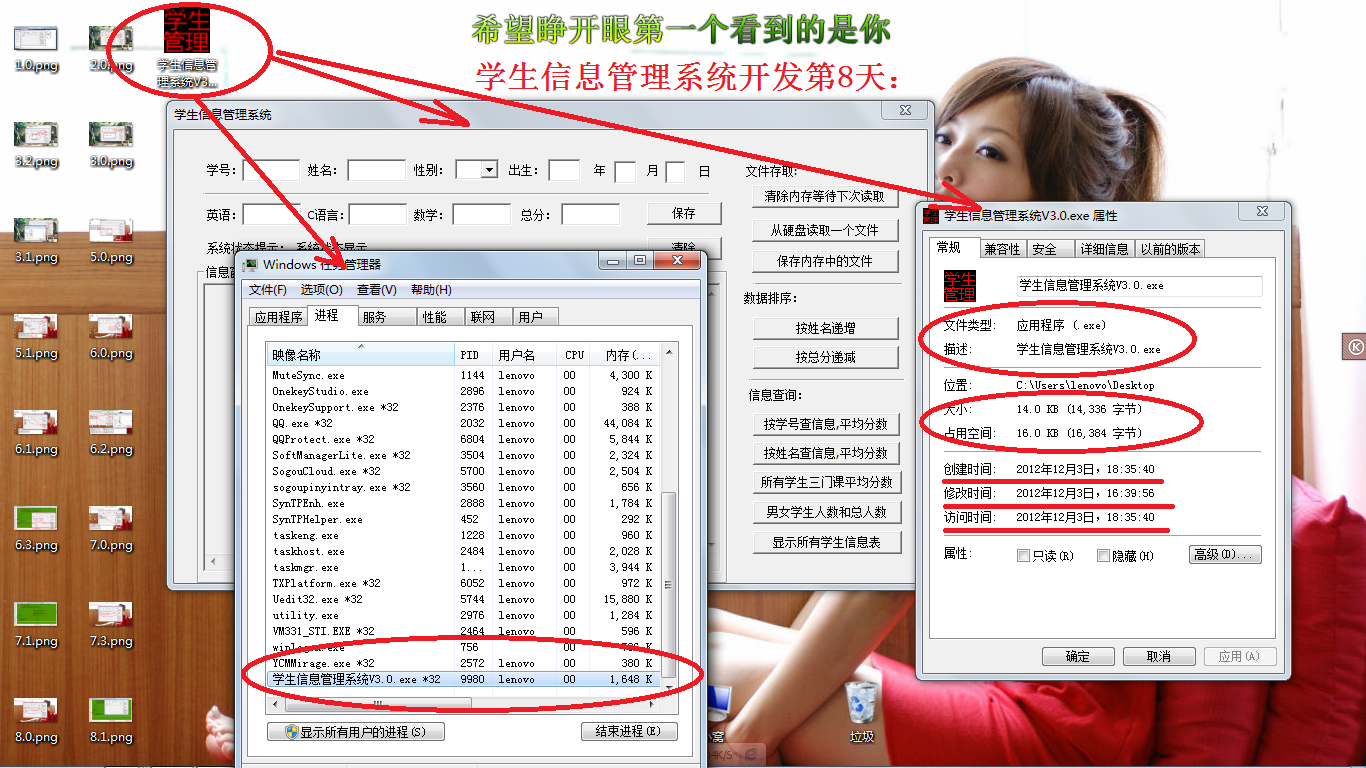 希望睁开眼第一个看到的是你
学生信息管理系统开发第8天：
1.0.png
2.0.png
学生
管理
学生信息管
理系统V3...
3.2.png
3.0.png
3.1.png
5.0.png
5.1.png
6.0.png
6.1.png
6.2.png
6.3.png
7.0.png
7.1.png
7.3.png
8.0.png
8.1.png
垃圾
学生信息管理系统
学号： 姓名： 性别： 出生： 年 月 日
英语： C语言： 数学： 总分： 保存
清除
文件存取：
清除内存等待下次读取
从硬盘读取一个文件
保存内存中的文件
数据排序：
按姓名递增
按总分递减
信息查询：
按学号查信息,平均分数
按姓名查信息,平均分数
所有学生三门课平均分数
男女学生人数和总人数
显示所有学生信息表
Windows 任务管理器
文件(F) 选项(O) 查看(V) 帮助(H)
应用程序 进程 服务 性能 联网 用户
映像名称 PID 用户名 CPU 内存(...
MuteSync.exe 1144 lenovo 00 4,300 K
OnekeyStudio.exe 2896 lenovo 00 924 K
OnekeySupport.exe *32 2376 lenovo 00 388 K
QQ.exe *32 2032 lenovo 00 44,084 K
QQProtect.exe *32 6804 lenovo 00 5,844 K
SoftManagerLite.exe *32 3504 lenovo 00 2,324 K
SogouCloud.exe *32 5700 lenovo 00 2,504 K
sogoupinyintray.exe *32 3560 lenovo 00 656 K
SynTPEnh.exe 2888 lenovo 00 1,784 K
SynTPHelper.exe 452 lenovo 00 292 K
taskeng.exe 1228 lenovo 00 960 K
taskhost.exe 2484 lenovo 00 2,028 K
taskmgr.exe 1... lenovo 00 3,944 K
TXPlatform.exe *32 6052 lenovo 00 972 K
Uedit32.exe *32 5744 lenovo 00 15,880 K
utility.exe 2976 lenovo 00 1,284 K
VM331_STI.EXE *32 2464 lenovo 00 596 K
756
YCMMirage.exe *32 2572 lenovo 00 380 K
学生信息管理系统V3.0.exe *32 9980 lenovo 00 1,648 K
显示所有用户的进程(S) 结束进程(E)
学生信息管理系统V3.0.exe 属性
常规 兼容性 安全 详细信息 以前的版本
学生
管理
学生信息管理系统V3.0.exe
文件类型： 应用程序 (.exe)
描述： 学生信息管理系统V3.0.exe
位置： C:\Users\lenovo\Desktop
大小： 14.0 KB (14,336 字节)
占用空间： 16.0 KB (16,384 字节)
创建时间： 2012年12月3日，18:35:40
修改时间： 2012年12月3日，16:39:56
访问时间： 2012年12月3日，18:35:40
属性： 只读(R) 隐藏(H) 高级(D)...
确定 取消 应用(A)